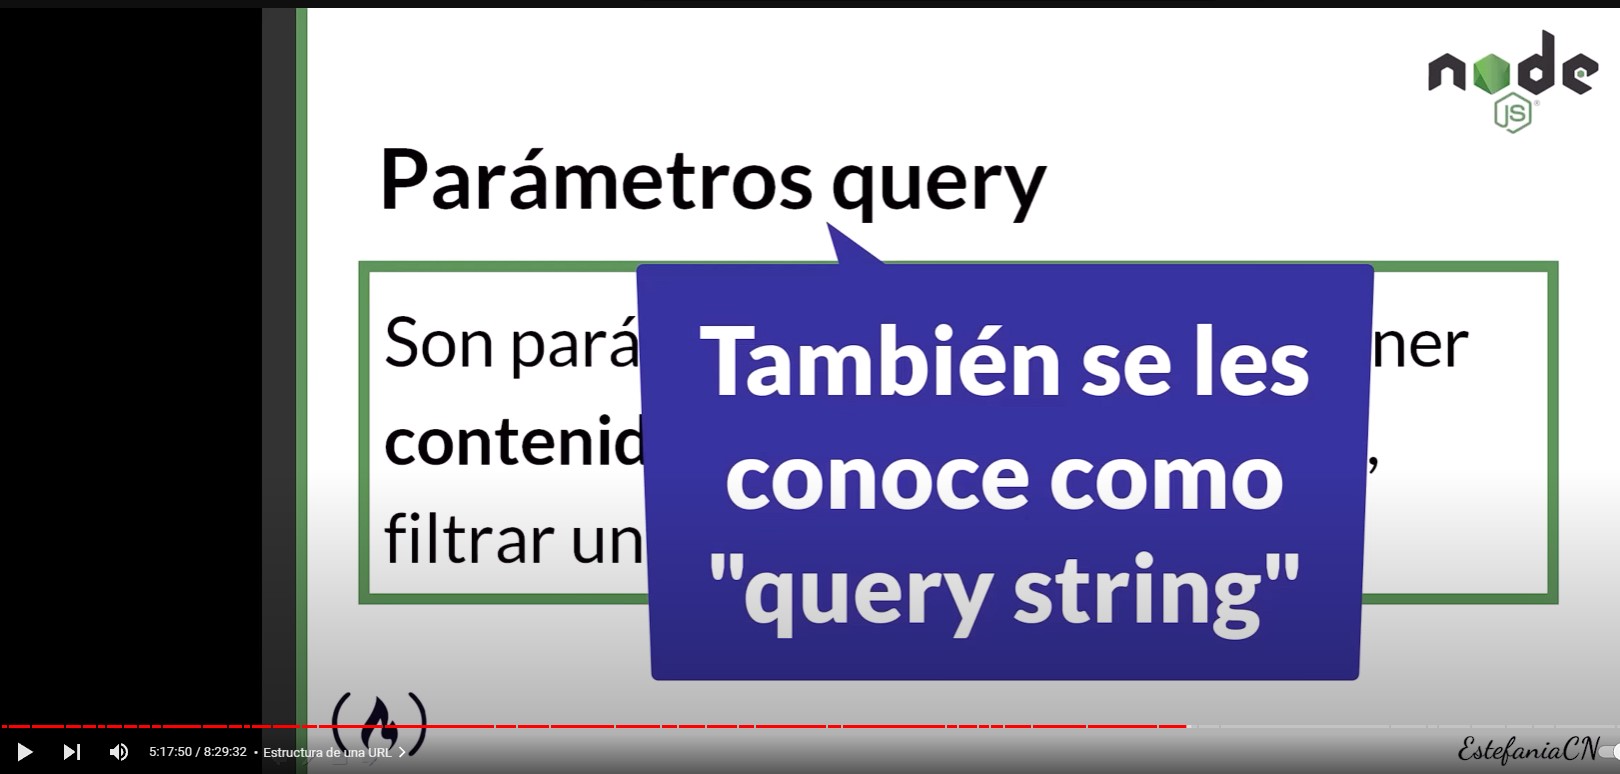 node
JS
Parámetros query
Son pará
ner
contenid
,
filtrar un
También se les
conoce como
"query string"
5:17:50 / 8:29:32 • Estructura de una URL
EstefaniaCN